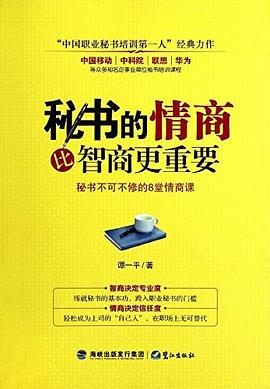 “中国职业秘书培训第一人”经典力作
中国移动｜中科院｜联想｜华为
等众多知名企事业单位秘书培训课程
秘书的情商
比智商更重要
秘书不可不修的8堂情商课
谭一平／著
•智商决定专业度•
练就秘书的基本功，跨入职业秘书的门槛
•情商决定信任度•
轻松成为上司的“自己人”，在职场上无可替代
海峡出版发行集团 鹭江出版社